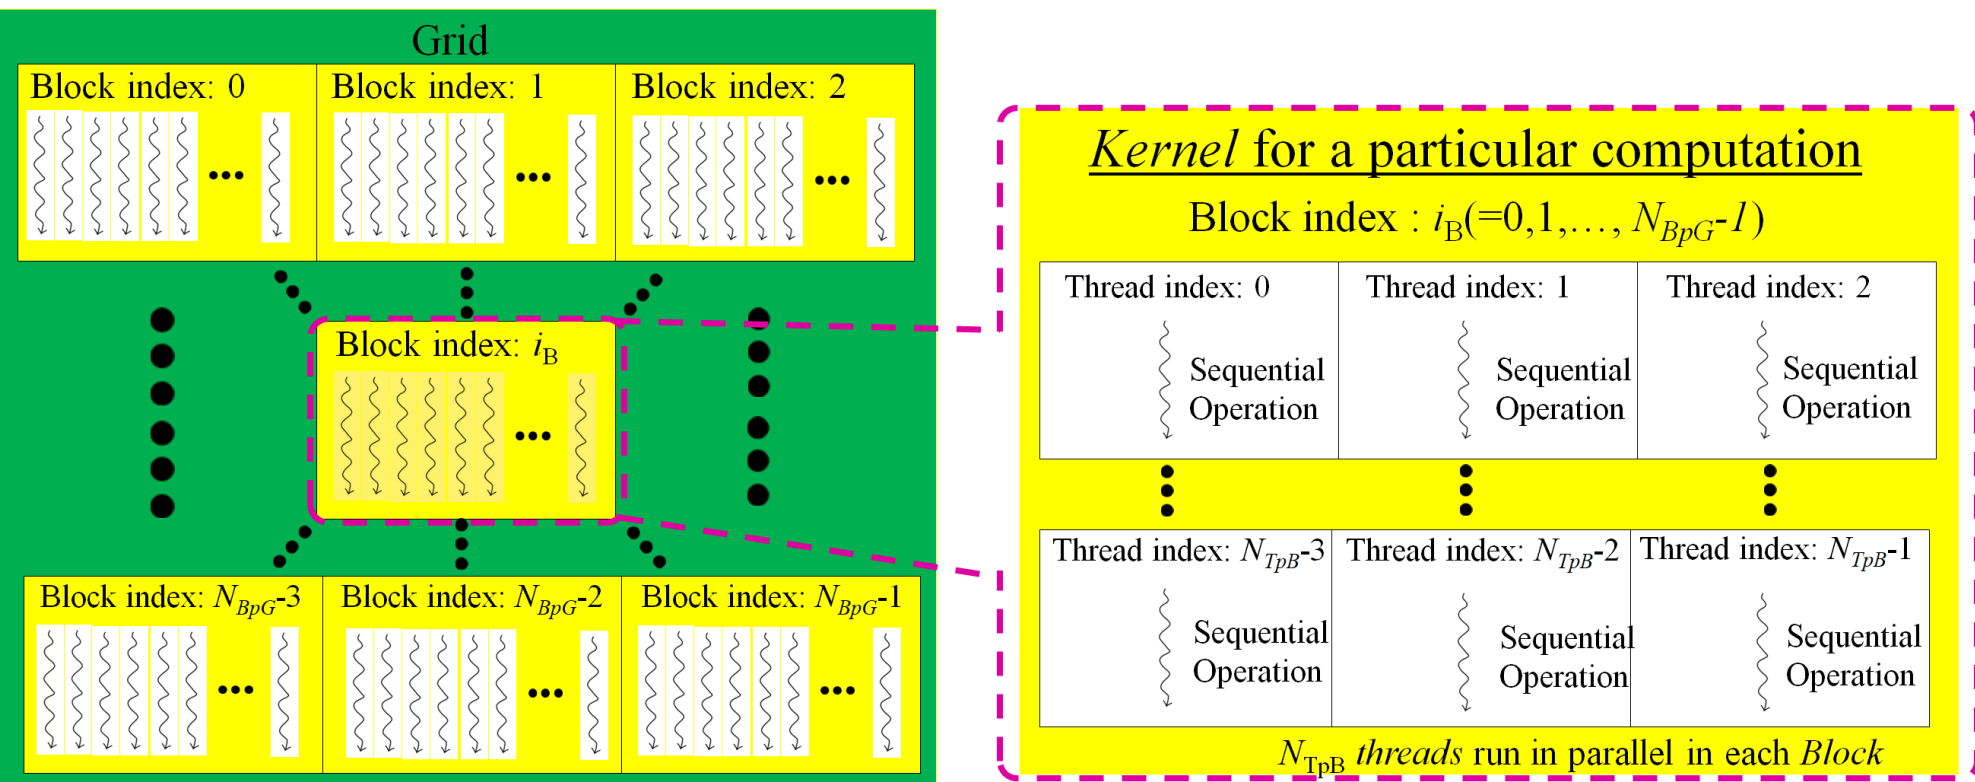 Grid
Block index: 0
Block index: 1
Block index: 2
Block index: iB
Block index: NBpG-3
Block index: NBpG-2
Block index: NBpG-1
Kernel for a particular computation
Block index : iB(=0,1,…, NBpG-1)
Thread index: 0
Thread index: 1
Thread index: 2
Sequential
Operation
Sequential
Operation
Sequential
Operation
Thread index: NTpB-3
Thread index: NTpB-2
Thread index: NTpB-1
Sequential
Operation
Sequential
Operation
Sequential
Operation
NTpB threads run in parallel in each Block